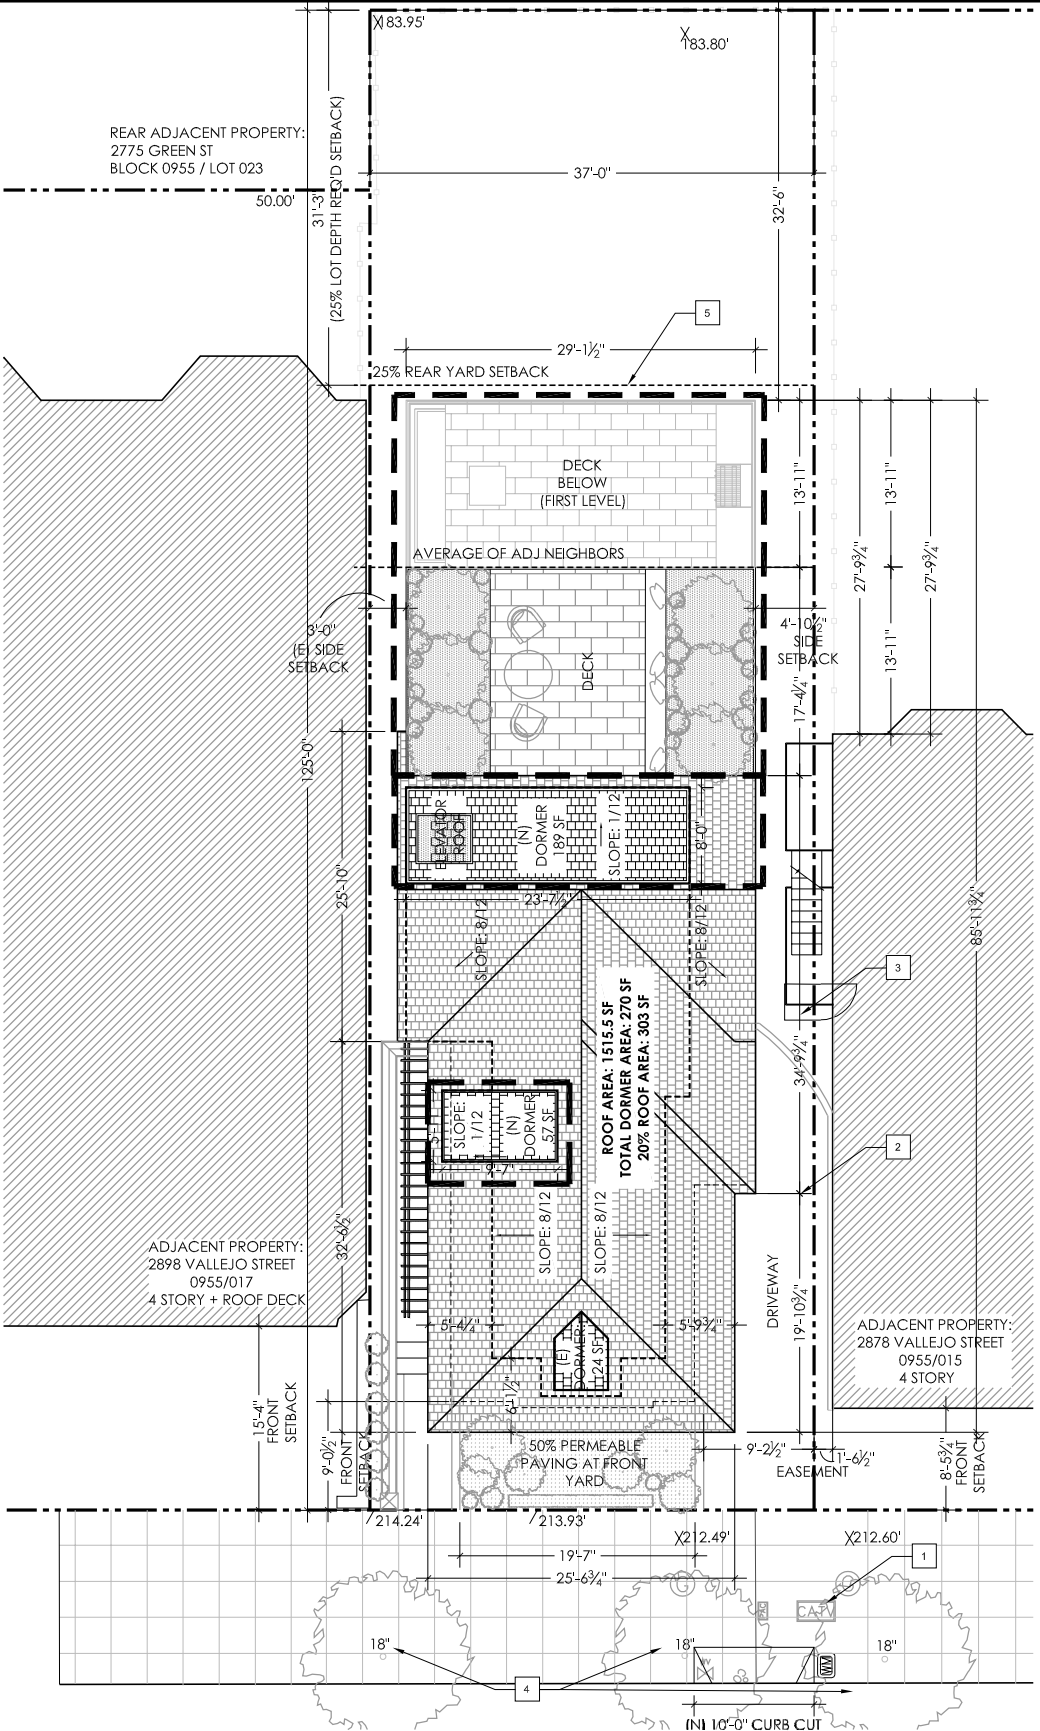 183.95'
183.80'
REAR ADJACENT PROPERTY:
2775 GREEN ST
BLOCK 0955 / LOT 023
50.00'
31'-3"
(25% LOT DEPTH REQ'D SETBACK)
37'-0"
32'-6"
5
29'-1½"
25% REAR YARD SETBACK
DECK
BELOW
(FIRST LEVEL)
13'-11"
13'-11"
27'-9¾"
27'-9¾"
AVERAGE OF ADJ NEIGHBORS
3'-0"
(E) SIDE
SETBACK
4'-10½"
SIDE
SETBACK
DECK
13'-11"
17'-4¼"
125'-0"
ELEVATOR
ROOF
(N)
DORMER
189 SF
SLOPE: 1/12
8'-0"
25'-10"
23'-7½"
SLOPE: 8/12
SLOPE: 8/12
85'-11¾"
3
ROOF AREA: 1515.5 SF
TOTAL DORMER AREA: 270 SF
20% ROOF AREA: 303 SF
34'-9¾"
SLOPE:
1/12
(N)
DORMER
57 SF
9'-7"
2
32'-6½"
SLOPE: 8/12
SLOPE: 8/12
ADJACENT PROPERTY:
2898 VALLEJO STREET
0955/017
4 STORY + ROOF DECK
DRIVEWAY
19'-10¾"
5'-4¼"
5'-9¾"
(E)
DORMER:
24 SF
ADJACENT PROPERTY:
2878 VALLEJO STREET
0955/015
4 STORY
6'-1½"
15'-4"
FRONT
SETBACK
9'-0½"
FRONT
SETBACK
50% PERMEABLE
PAVING AT FRONT
YARD
9'-2½"
1'-6½"
EASEMENT
8'-5¾"
FRONT
SETBACK
214.24'
213.93'
212.49'
212.60'
19'-7"
25'-6¾"
1
G
G
CATV
18"
18"
18"
WM
4
(N) 10'-0" CURB CUT